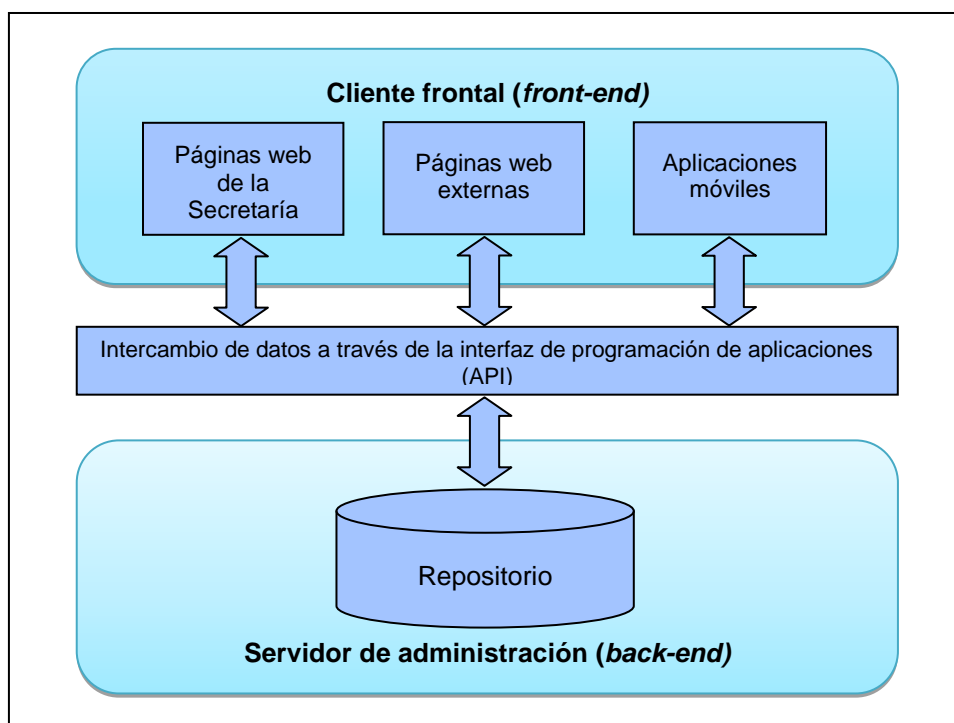 Cliente frontal (front-end)
Páginas web
de la
Secretaría
Páginas web
externas
Aplicaciones
móviles
Intercambio de datos a través de la interfaz de programación de aplicaciones
(API)
Repositorio
Servidor de administración (back-end)